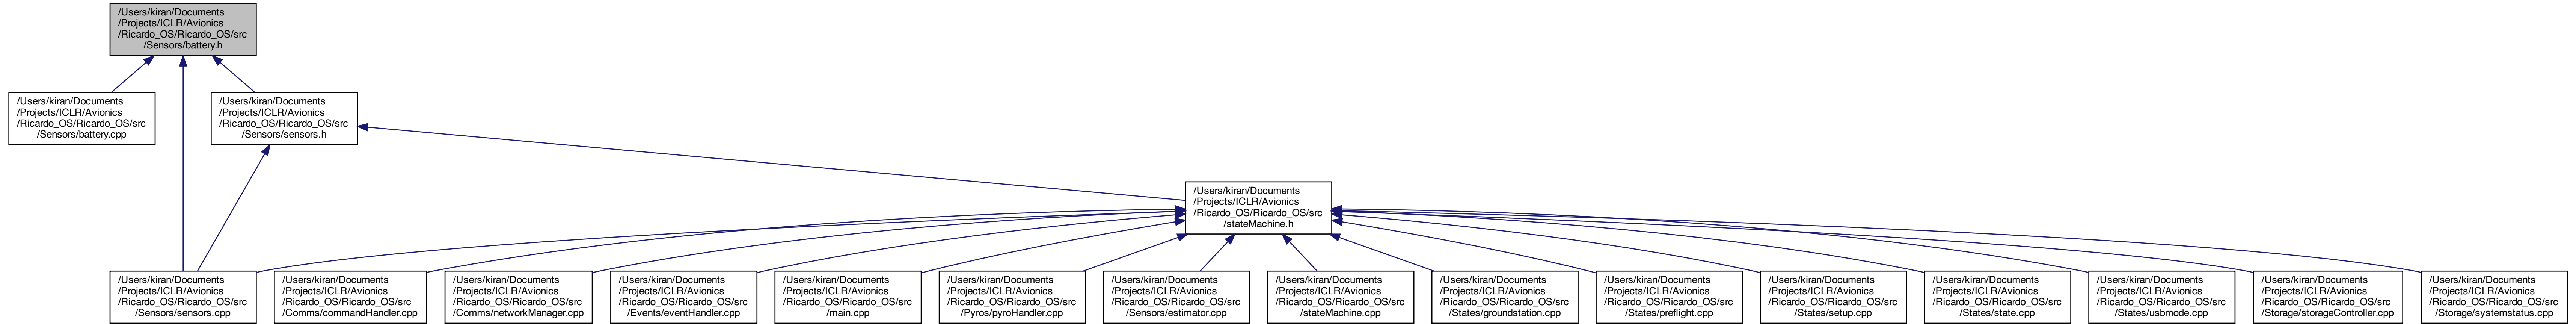 /Users/kiran/Documents
/Projects/ICLR/Avionics
/Ricardo_OS/Ricardo_OS/src
/Sensors/battery.h
/Users/kiran/Documents
/Projects/ICLR/Avionics
/Ricardo_OS/Ricardo_OS/src
/Sensors/battery.cpp
/Users/kiran/Documents
/Projects/ICLR/Avionics
/Ricardo_OS/Ricardo_OS/src
/Sensors/sensors.h
/Users/kiran/Documents
/Projects/ICLR/Avionics
/Ricardo_OS/Ricardo_OS/src
/stateMachine.h
/Users/kiran/Documents
/Projects/ICLR/Avionics
/Ricardo_OS/Ricardo_OS/src
/Sensors/sensors.cpp
/Users/kiran/Documents
/Projects/ICLR/Avionics
/Ricardo_OS/Ricardo_OS/src
/Comms/commandHandler.cpp
/Users/kiran/Documents
/Projects/ICLR/Avionics
/Ricardo_OS/Ricardo_OS/src
/Comms/networkManager.cpp
/Users/kiran/Documents
/Projects/ICLR/Avionics
/Ricardo_OS/Ricardo_OS/src
/Events/eventHandler.cpp
/Users/kiran/Documents
/Projects/ICLR/Avionics
/Ricardo_OS/Ricardo_OS/src
/main.cpp
/Users/kiran/Documents
/Projects/ICLR/Avionics
/Ricardo_OS/Ricardo_OS/src
/Pyros/pyroHandler.cpp
/Users/kiran/Documents
/Projects/ICLR/Avionics
/Ricardo_OS/Ricardo_OS/src
/Sensors/estimator.cpp
/Users/kiran/Documents
/Projects/ICLR/Avionics
/Ricardo_OS/Ricardo_OS/src
/stateMachine.cpp
/Users/kiran/Documents
/Projects/ICLR/Avionics
/Ricardo_OS/Ricardo_OS/src
/States/groundstation.cpp
/Users/kiran/Documents
/Projects/ICLR/Avionics
/Ricardo_OS/Ricardo_OS/src
/States/preflight.cpp
/Users/kiran/Documents
/Projects/ICLR/Avionics
/Ricardo_OS/Ricardo_OS/src
/States/setup.cpp
/Users/kiran/Documents
/Projects/ICLR/Avionics
/Ricardo_OS/Ricardo_OS/src
/States/state.cpp
/Users/kiran/Documents
/Projects/ICLR/Avionics
/Ricardo_OS/Ricardo_OS/src
/States/usbmode.cpp
/Users/kiran/Documents
/Projects/ICLR/Avionics
/Ricardo_OS/Ricardo_OS/src
/Storage/storageController.cpp
/Users/kiran/Documents
/Projects/ICLR/Avionics
/Ricardo_OS/Ricardo_OS/src
/Storage/systemstatus.cpp